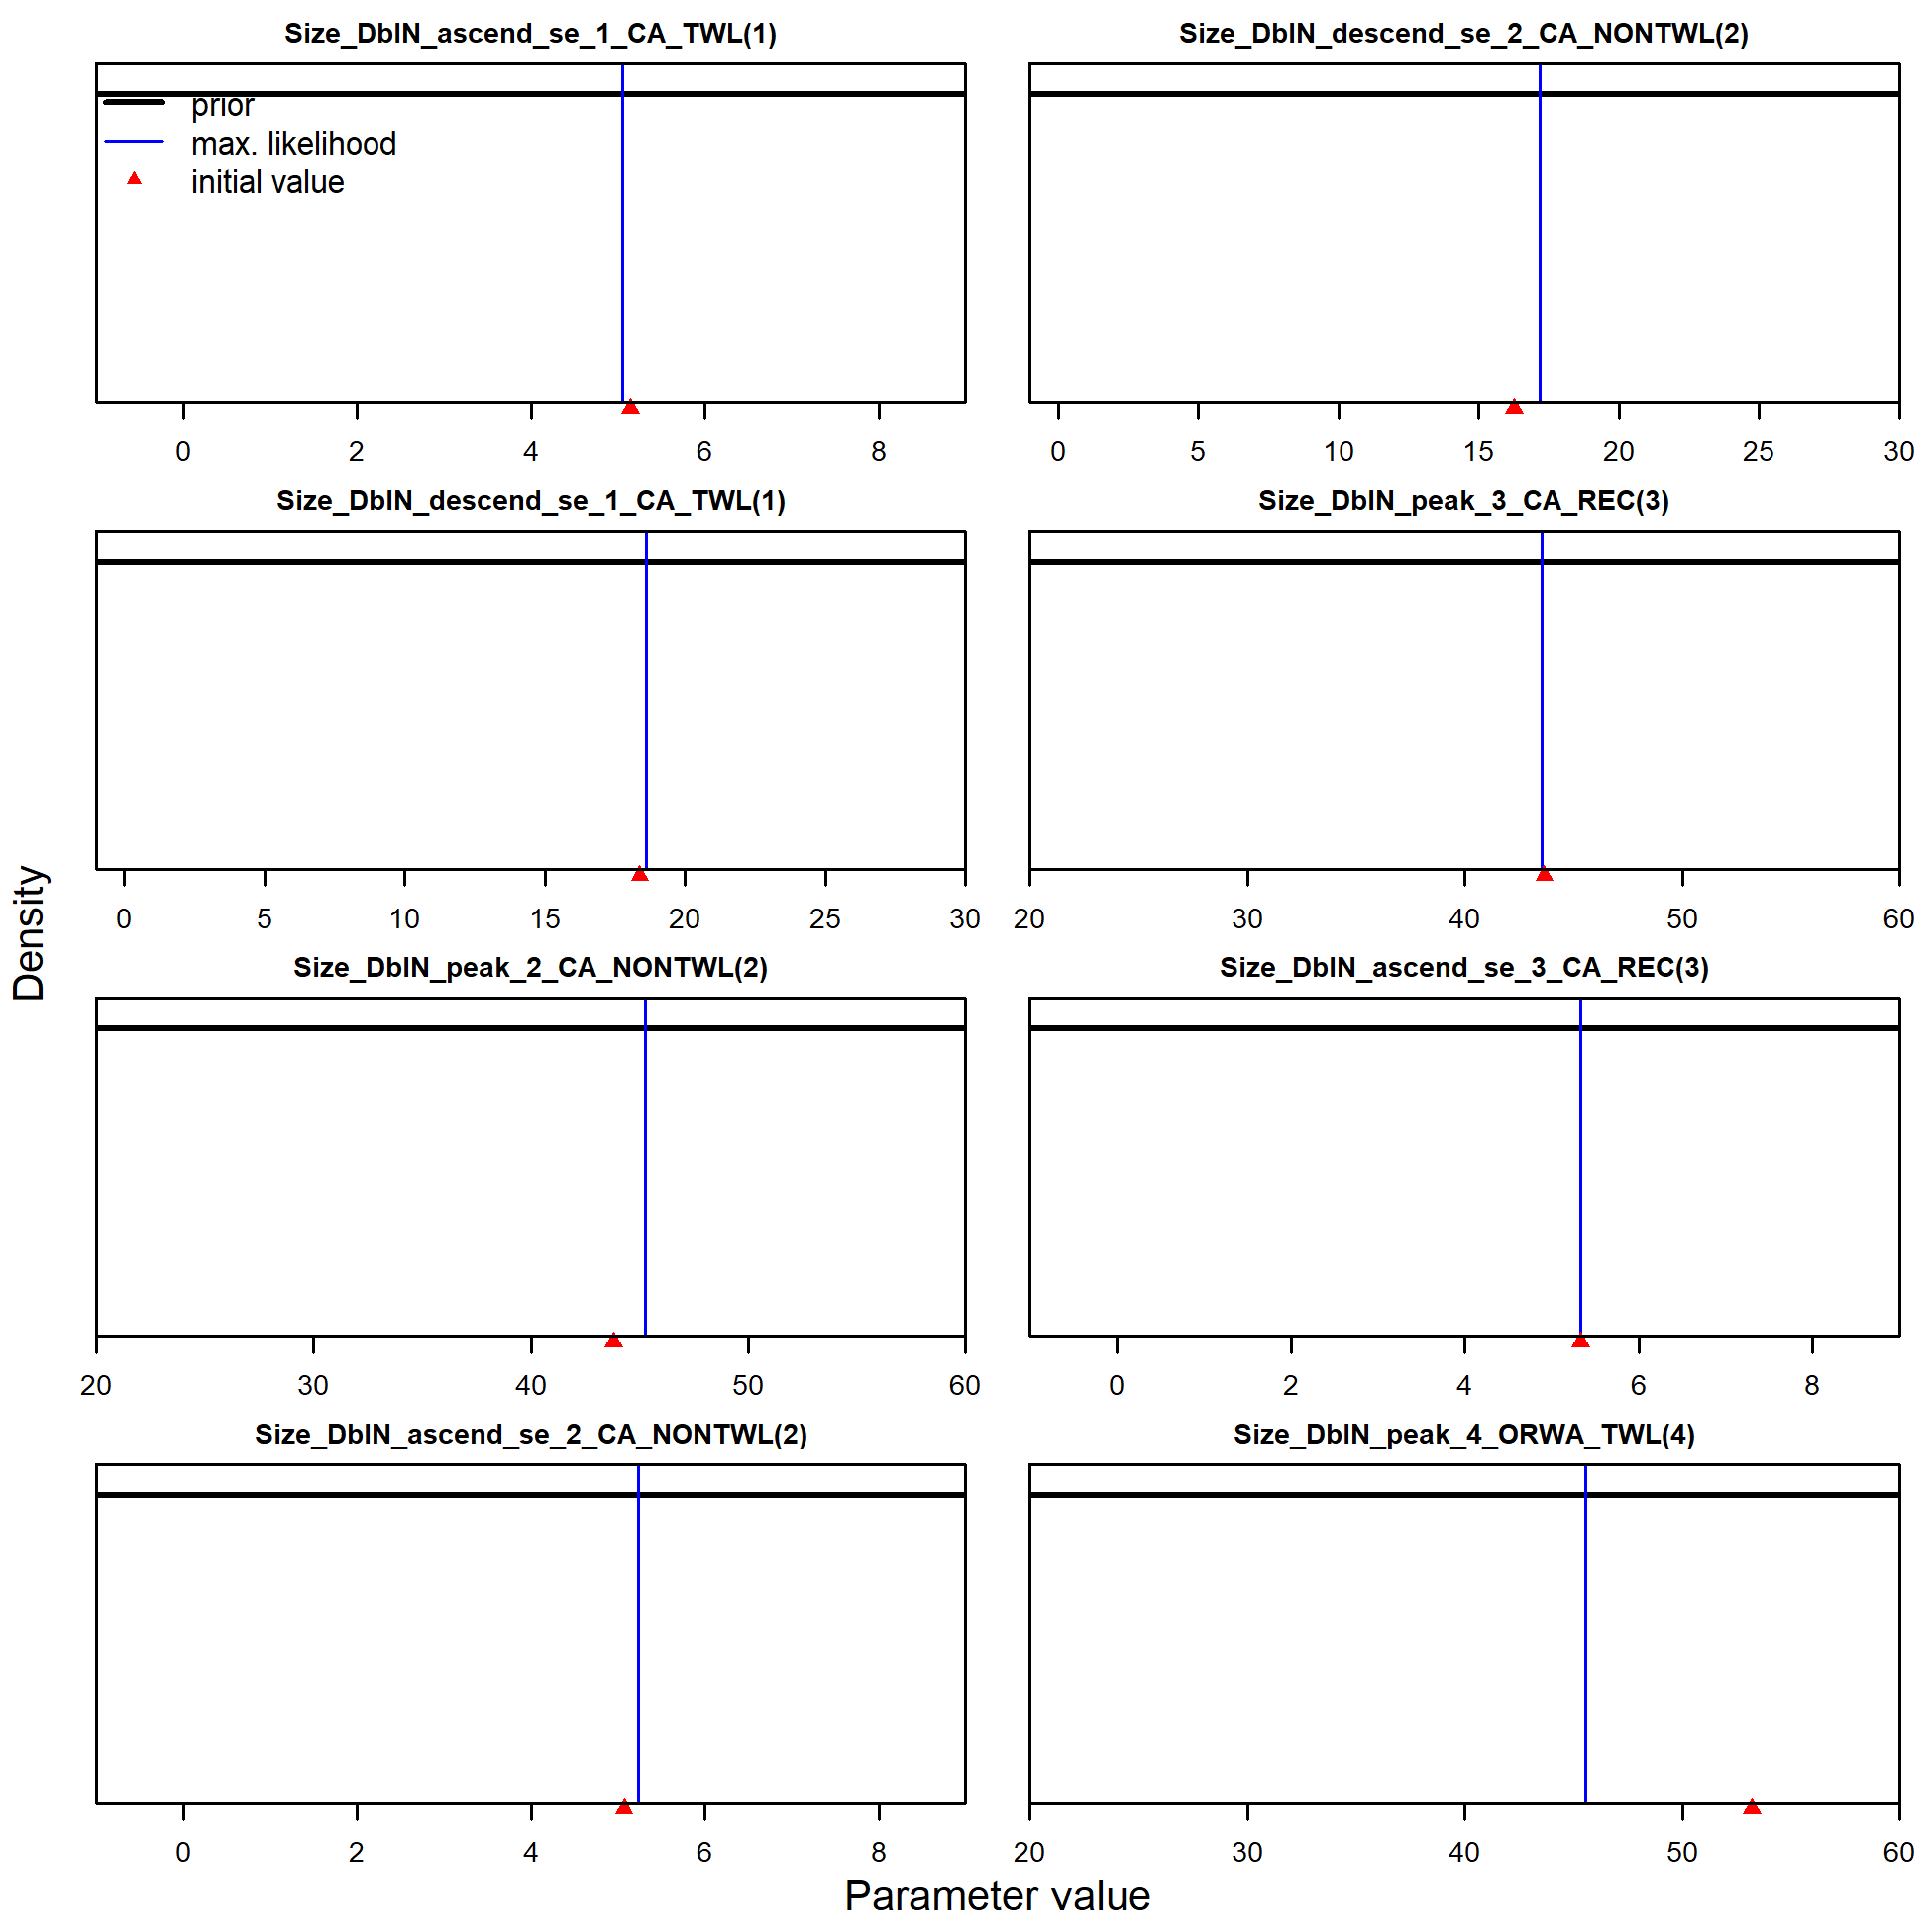 Size_DblN_ascend_se_1_CA_TWL(1)
prior
max. likelihood
initial value
0 2 4 6 8
Size_DblN_descend_se_2_CA_NONTWL(2)
0 5 10 15 20 25 30
Size_DblN_descend_se_1_CA_TWL(1)
0 5 10 15 20 25 30
Size_DblN_peak_3_CA_REC(3)
20 30 40 50 60
Size_DblN_peak_2_CA_NONTWL(2)
20 30 40 50 60
Size_DblN_ascend_se_3_CA_REC(3)
0 2 4 6 8
Size_DblN_ascend_se_2_CA_NONTWL(2)
0 2 4 6 8
Size_DblN_peak_4_ORWA_TWL(4)
20 30 40 50 60
Density
Parameter value